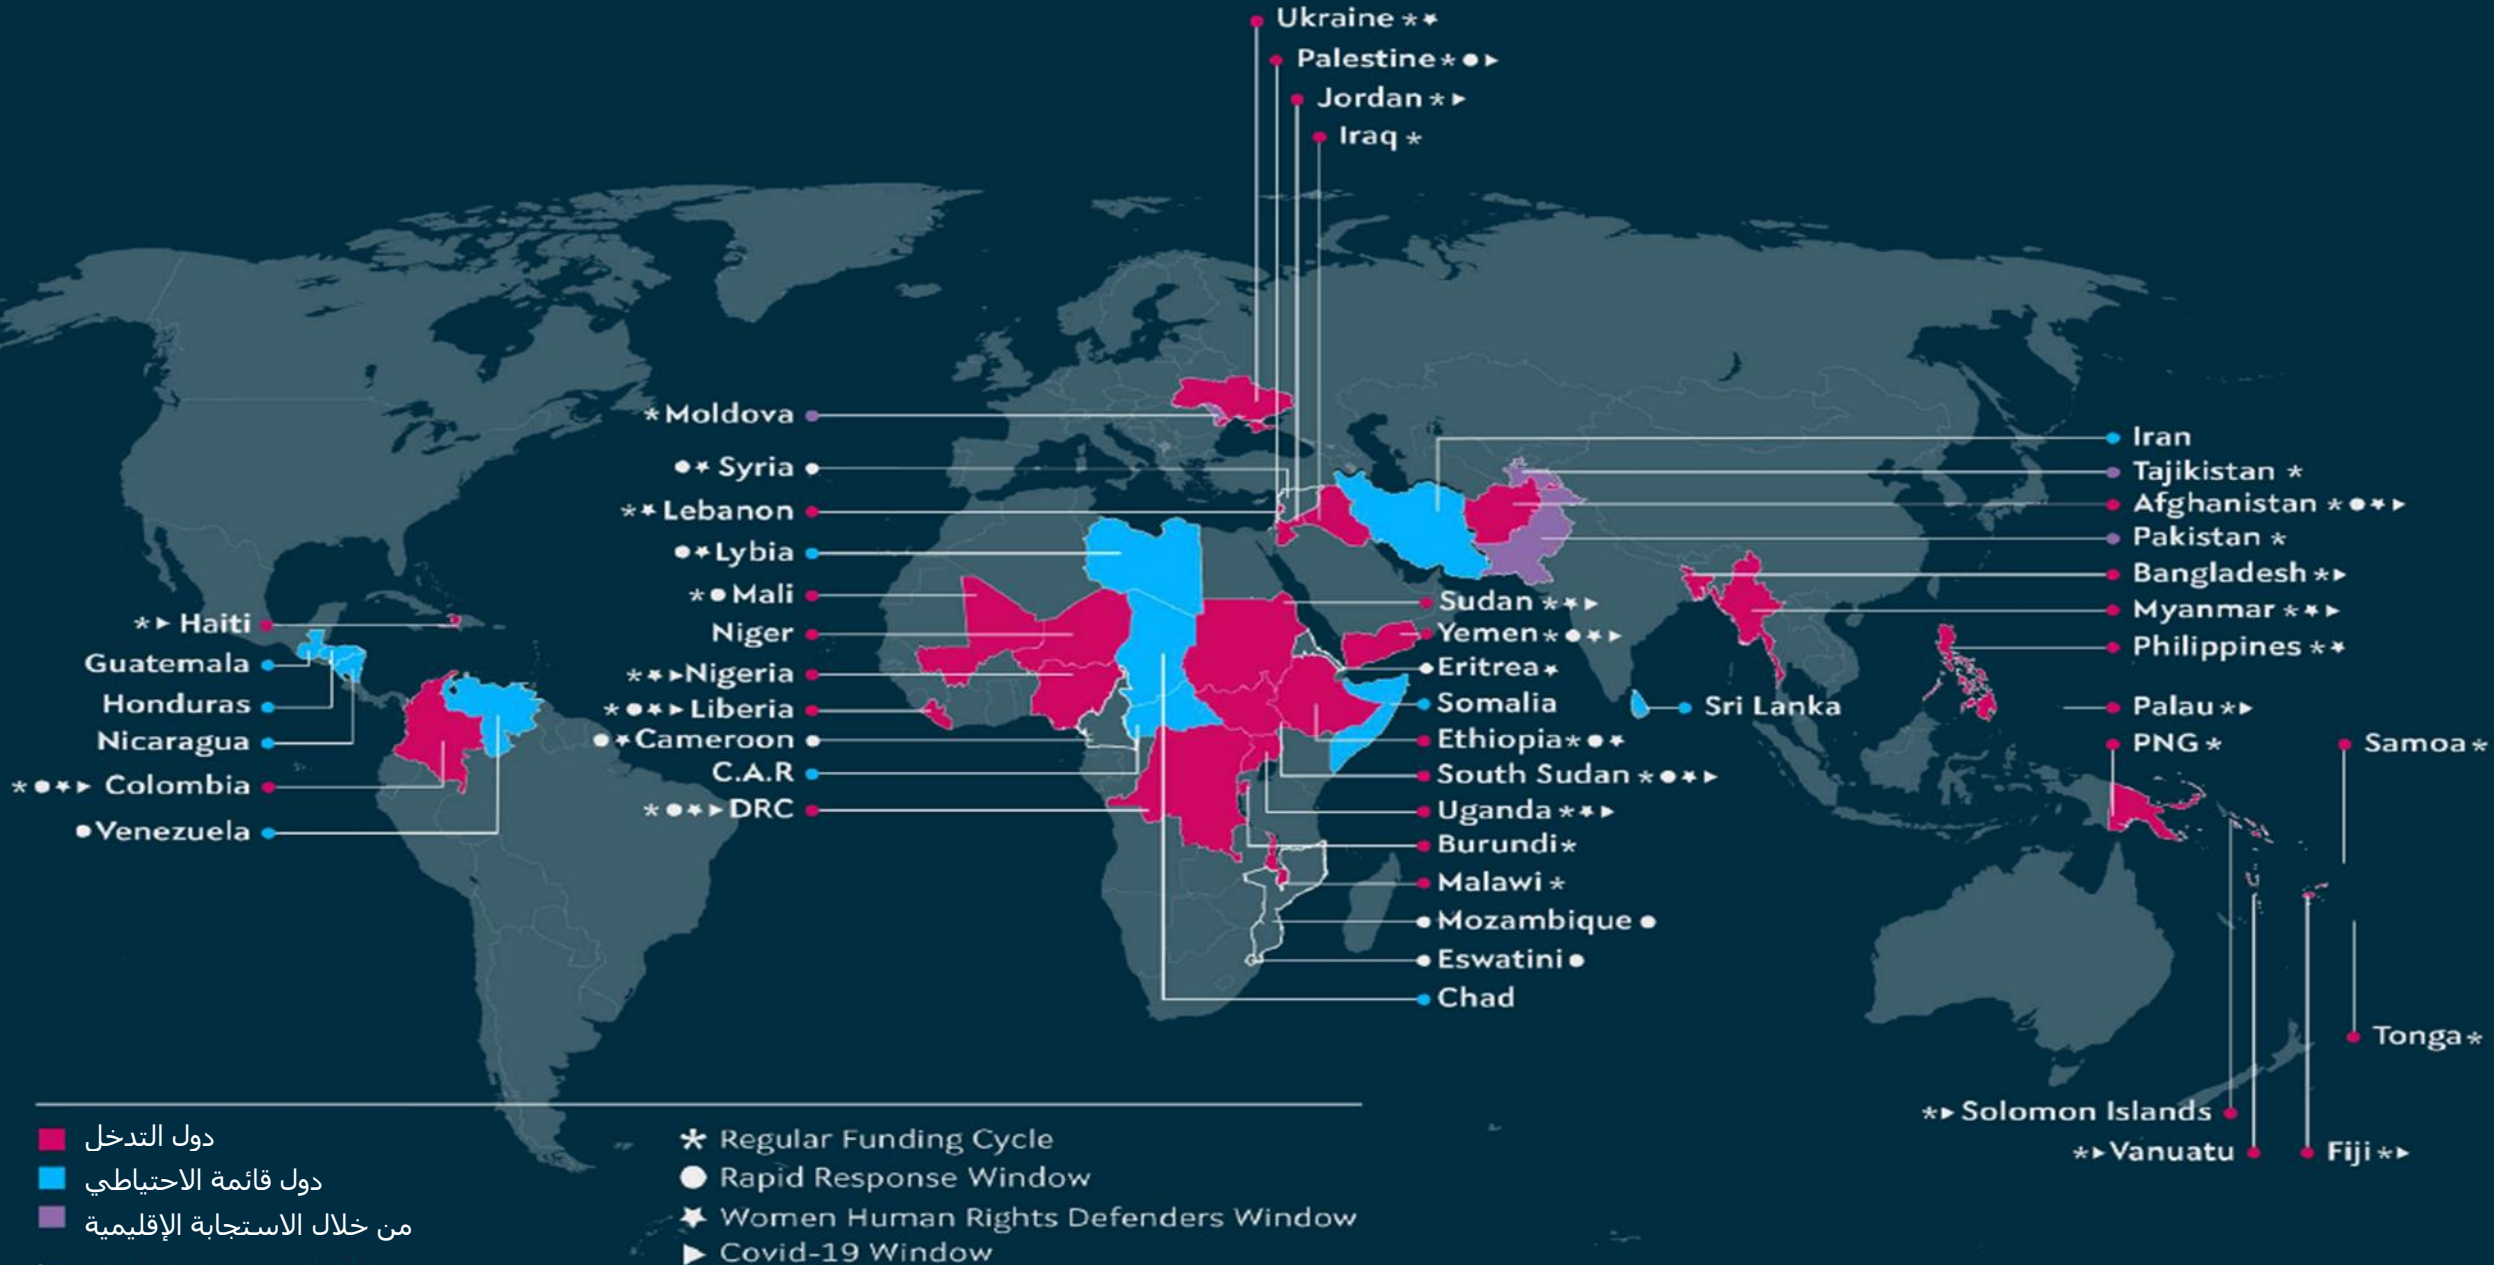 Ukraine *★
Palestine *●►
Jordan *►
Iraq *
*Moldova
●★ Syria
*★ Lebanon
●★ Lybia
*● Mali
Niger
*★►Nigeria
*●★► Liberia
●★Cameroon
C.A.R
*●★► DRC
*► Haiti
Guatemala
Honduras
Nicaragua
*●★► Colombia
●Venezuela
Iran
Tajikistan *
Afghanistan *●★►
Pakistan *
Bangladesh *►
Myanmar *★►
Philippines *★
Palau *►
PNG *
Samoa *
Sudan *★►
Yemen *●★►
Eritrea ★
Somalia
Sri Lanka
Ethiopia *●★
South Sudan *●★►
Uganda *★►
Burundi *
Malawi *
Mozambique ●
Eswatini ●
Chad
Tonga *
*► Solomon Islands
*► Vanuatu
Fiji *►
دول التدخل
دول قائمة الاحتياطي
من خلال الاستجابة الإقليمية
* Regular Funding Cycle
● Rapid Response Window
★ Women Human Rights Defenders Window
► Covid-19 Window